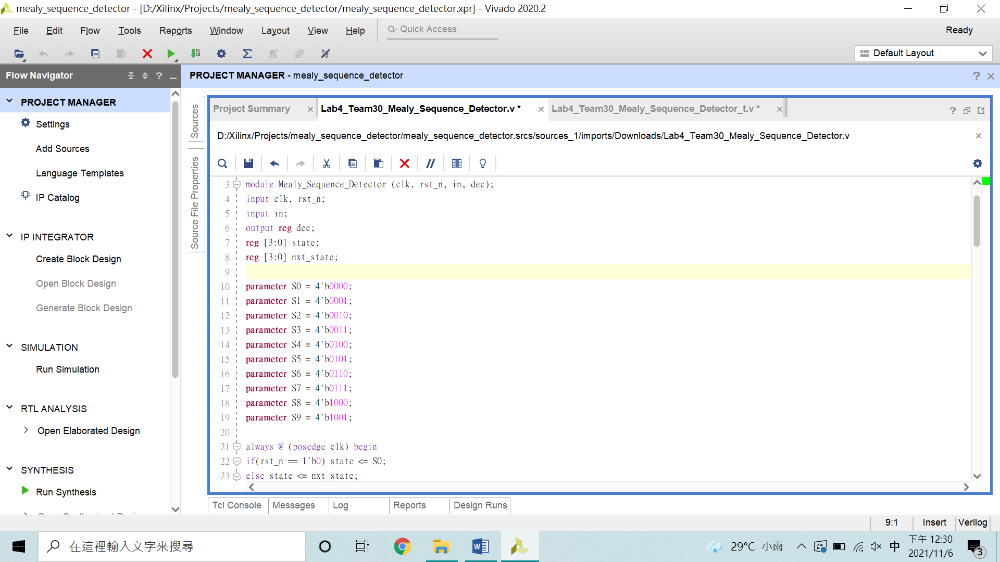 mealy_sequence_detector - [D:/Xilinx/Projects/mealy_sequence_detector/mealy_sequence_detector.xpr] - Vivado 2020.2
File Edit Flow Tools Reports Window Layout View Help Quick Access Ready
Default Layout
Flow Navigator ?
PROJECT MANAGER - mealy_sequence_detector ?
PROJECT MANAGER
Settings
Add Sources
Language Templates
IP Catalog
IP INTEGRATOR
Create Block Design
Open Block Design
Generate Block Design
SIMULATION
Run Simulation
RTL ANALYSIS
Open Elaborated Design
SYNTHESIS
Run Synthesis
Sources
Source File Properties
Project Summary × Lab4_Team30_Mealy_Sequence_Detector.v * × Lab4_Team30_Mealy_Sequence_Detector_t.v * × ?
D:/Xilinx/Projects/mealy_sequence_detector/mealy_sequence_detector.srcs/sources_1/imports/Downloads/Lab4_Team30_Mealy_Sequence_Detector.v ×
3 module Mealy_Sequence_Detector (clk, rst_n, in, dec);
4 input clk, rst_n;
5 input in;
6 output reg dec;
7 reg [3:0] state;
8 reg [3:0] nxt_state;
9
10 parameter S0 = 4'b0000;
11 parameter S1 = 4'b0001;
12 parameter S2 = 4'b0010;
13 parameter S3 = 4'b0011;
14 parameter S4 = 4'b0100;
15 parameter S5 = 4'b0101;
16 parameter S6 = 4'b0110;
17 parameter S7 = 4'b0111;
18 parameter S8 = 4'b1000;
19 parameter S9 = 4'b1001;
20
21 always @ (posedge clk) begin
22 if(rst_n == 1'b0) state <= S0;
23 else state <= nxt_state;
Tcl Console Messages Log Reports Design Runs
9:1 Insert Verilog
在這裡輸入文字來搜尋
29°C 小雨 中 下午 12:30
2021/11/6 3